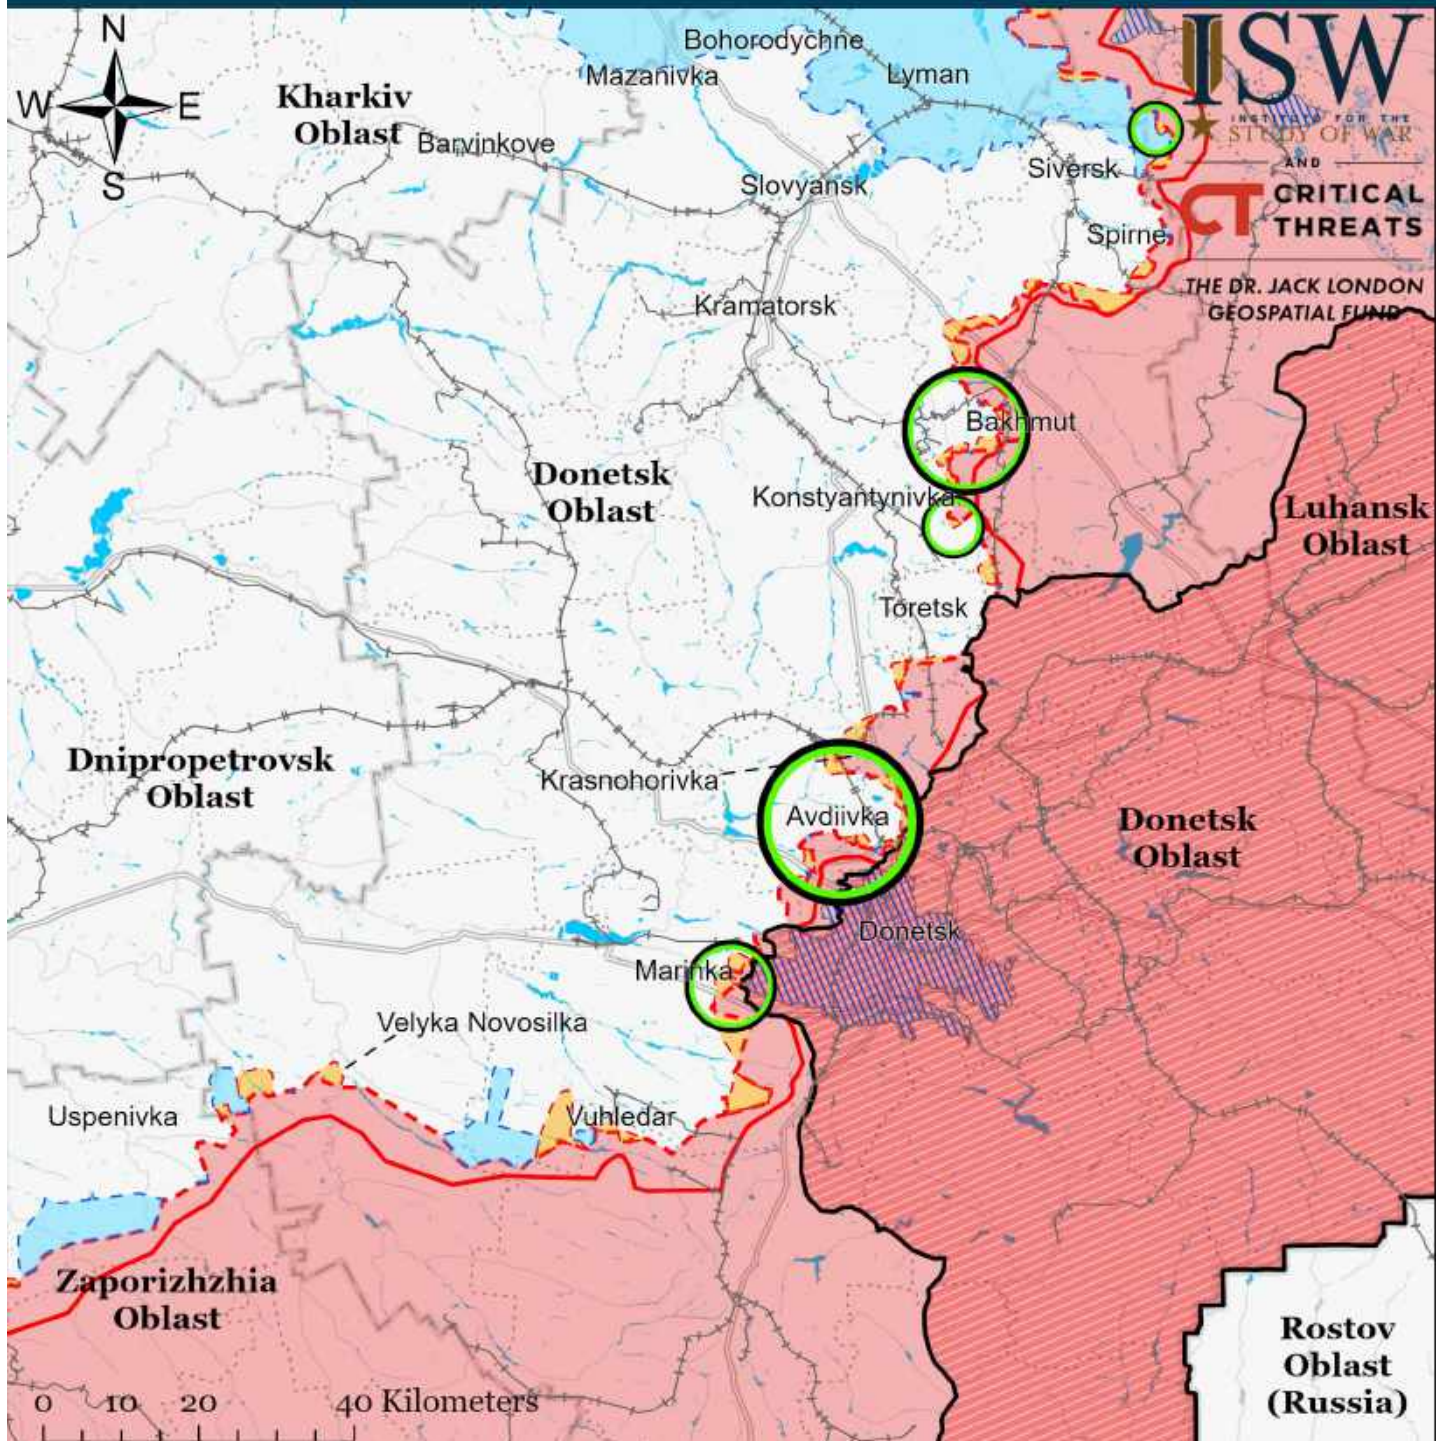 N
W
E
S
Kharkiv
Oblast
Barvinkove
Bohorodychne
Mazanivka
Lyman
Slovyansk
Siversk
Spirne
Kramatorsk
ISW
INSTITUTE FOR THE
STUDY OF WAR
AND
CT CRITICAL
THREATS
THE DR. JACK LONDON
GEOSPATIAL FUND
Bakhmut
Donetsk
Oblast
Konstyantynivka
Luhansk
Oblast
Toretsk
Dnipropetrovsk
Oblast
Krasnohorivka
Avdiivka
Donetsk
Oblast
Donetsk
Marinka
Velyka Novosilka
Uspenivka
Vuhledar
Zaporizhzhia
Oblast
Rostov
Oblast
(Russia)
0 10 20 40 Kilometers